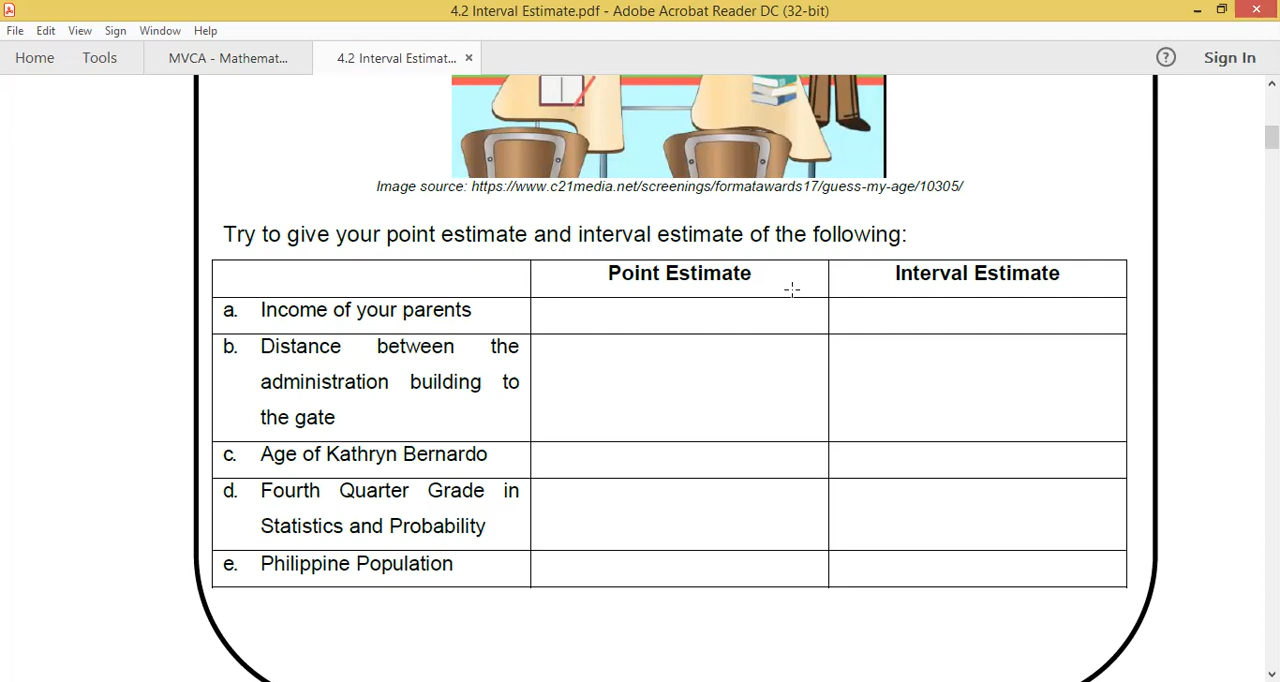 4.2 Interval Estimate.pdf - Adobe Acrobat Reader DC (32-bit)
File Edit View Sign Window Help
Home Tools MVCA - Mathemat... 4.2 Interval Estimat... × ? Sign In
Image source: https://www.c21media.net/screenings/formatawards17/guess-my-age/10305/
Try to give your point estimate and interval estimate of the following:
Point Estimate Interval Estimate
a. Income of your parents
b. Distance between the
administration building to
the gate
c. Age of Kathryn Bernardo
d. Fourth Quarter Grade in
Statistics and Probability
e. Philippine Population